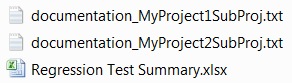 documentation_MyProject1SubProj.txt
documentation_MyProject2SubProj.txt
Regression Test Summary.xlsx